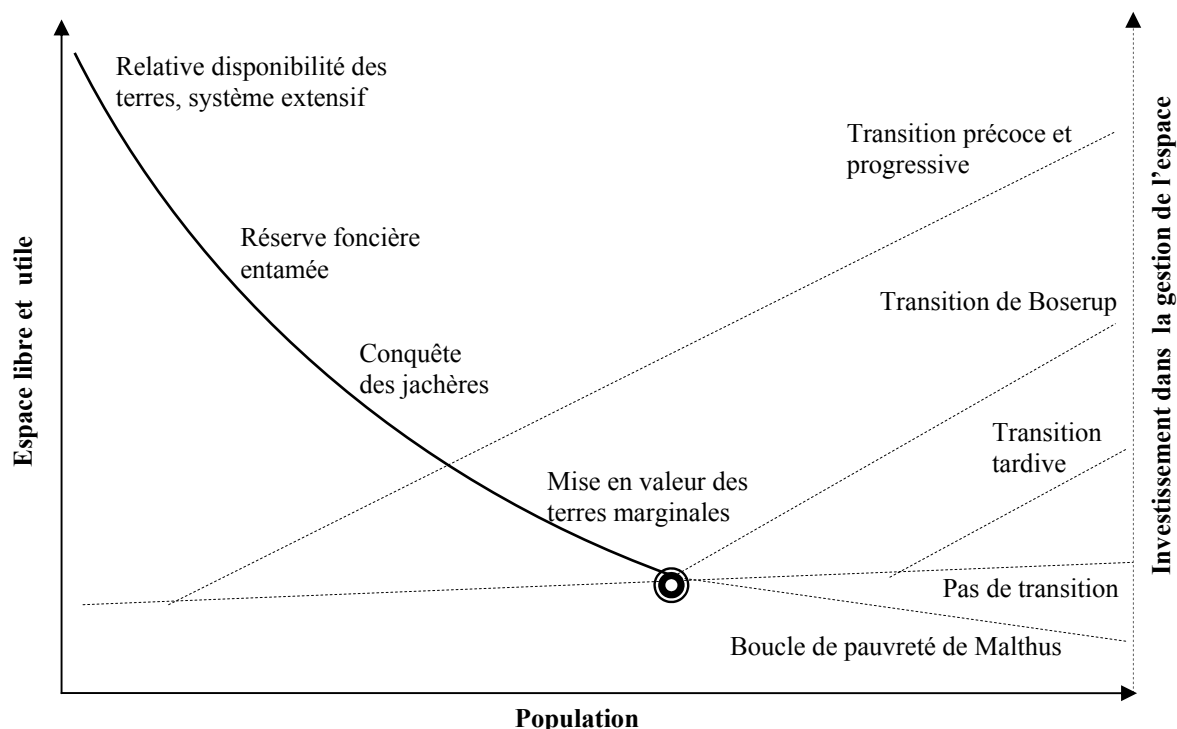 Relative disponibilité des
terres, système extensif
Réserve foncière
entamée
Conquête
des jachères
Mise en valeur des
terres marginales
Transition précoce et
progressive
Transition de Boserup
Transition
tardive
Pas de transition
Boucle de pauvreté de Malthus
Espace libre et utile
Investissement dans la gestion de l'espace
Population